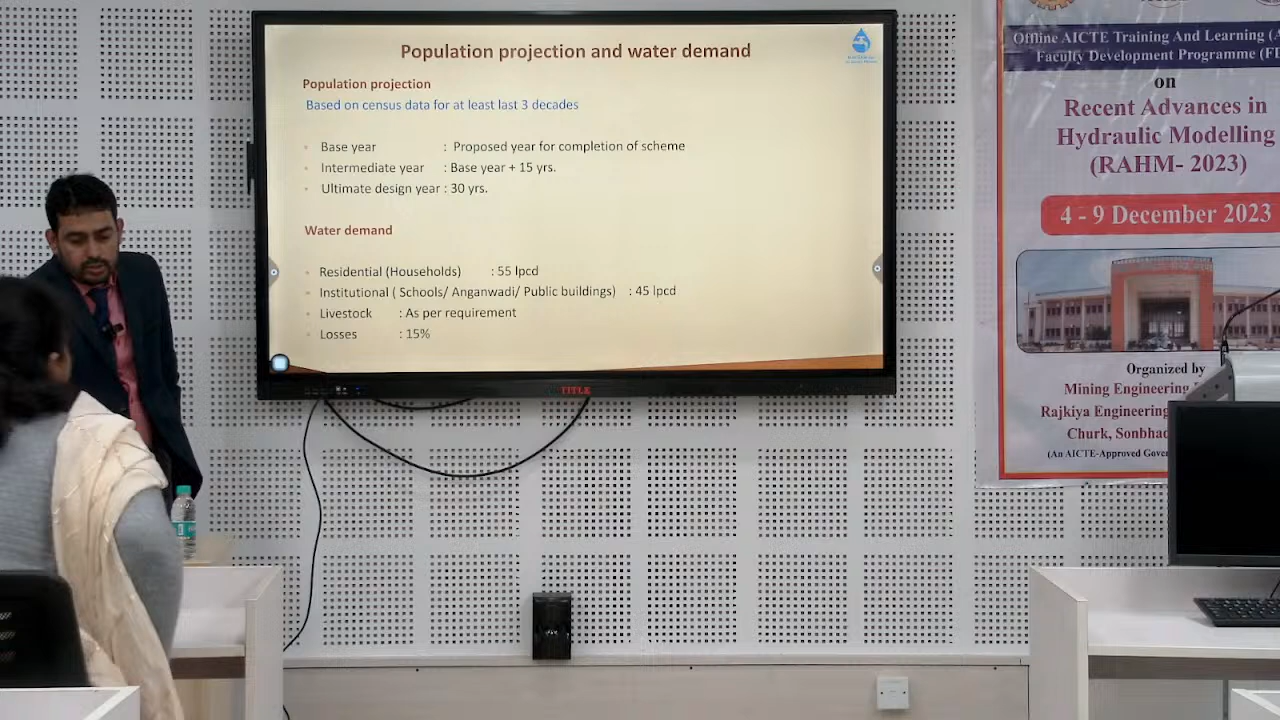 Population projection and water demand
Population projection
Based on census data for at least last 3 decades
Base year : Proposed year for completion of scheme
Intermediate year : Base year + 15 yrs.
Ultimate design year : 30 yrs.
Water demand
Residential (Households) : 55 lpcd
Institutional ( Schools/ Anganwadi/ Public buildings) : 45 lpcd
Livestock : As per requirement
Losses : 15%
TITLE
Offline AICTE Training And Learning
Faculty Development Programme
on
Recent Advances in
Hydraulic Modelling
(RAHM- 2023)
4 - 9 December 2023
Organized by
Mining Engineering
Rajkiya Engineering
Churk,
(An AICTE-Approved